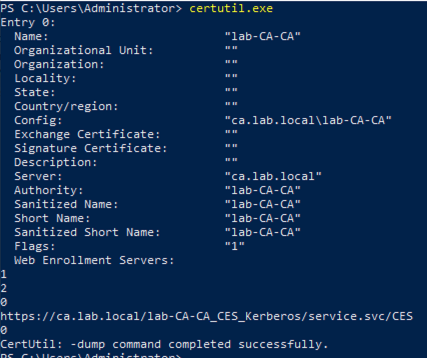 PS C:\Users\Administrator> certutil.exe
Entry 0:
  Name:                         "lab-CA-CA"
  Organizational Unit:          ""
  Organization:                 ""
  Locality:                     ""
  State:                        ""
  Country/region:               ""
  Config:                       "ca.lab.local\lab-CA-CA"
  Exchange Certificate:         ""
  Signature Certificate:        ""
  Description:                  ""
  Server:                       "ca.lab.local"
  Authority:                    "lab-CA-CA"
  Sanitized Name:               "lab-CA-CA"
  Short Name:                   "lab-CA-CA"
  Sanitized Short Name:         "lab-CA-CA"
  Flags:                        "1"
  Web Enrollment Servers:
1
2
0
https://ca.lab.local/lab-CA-CA_CES_Kerberos/service.svc/CES
0
CertUtil: -dump command completed successfully.
PS C:\Users\Administrator>